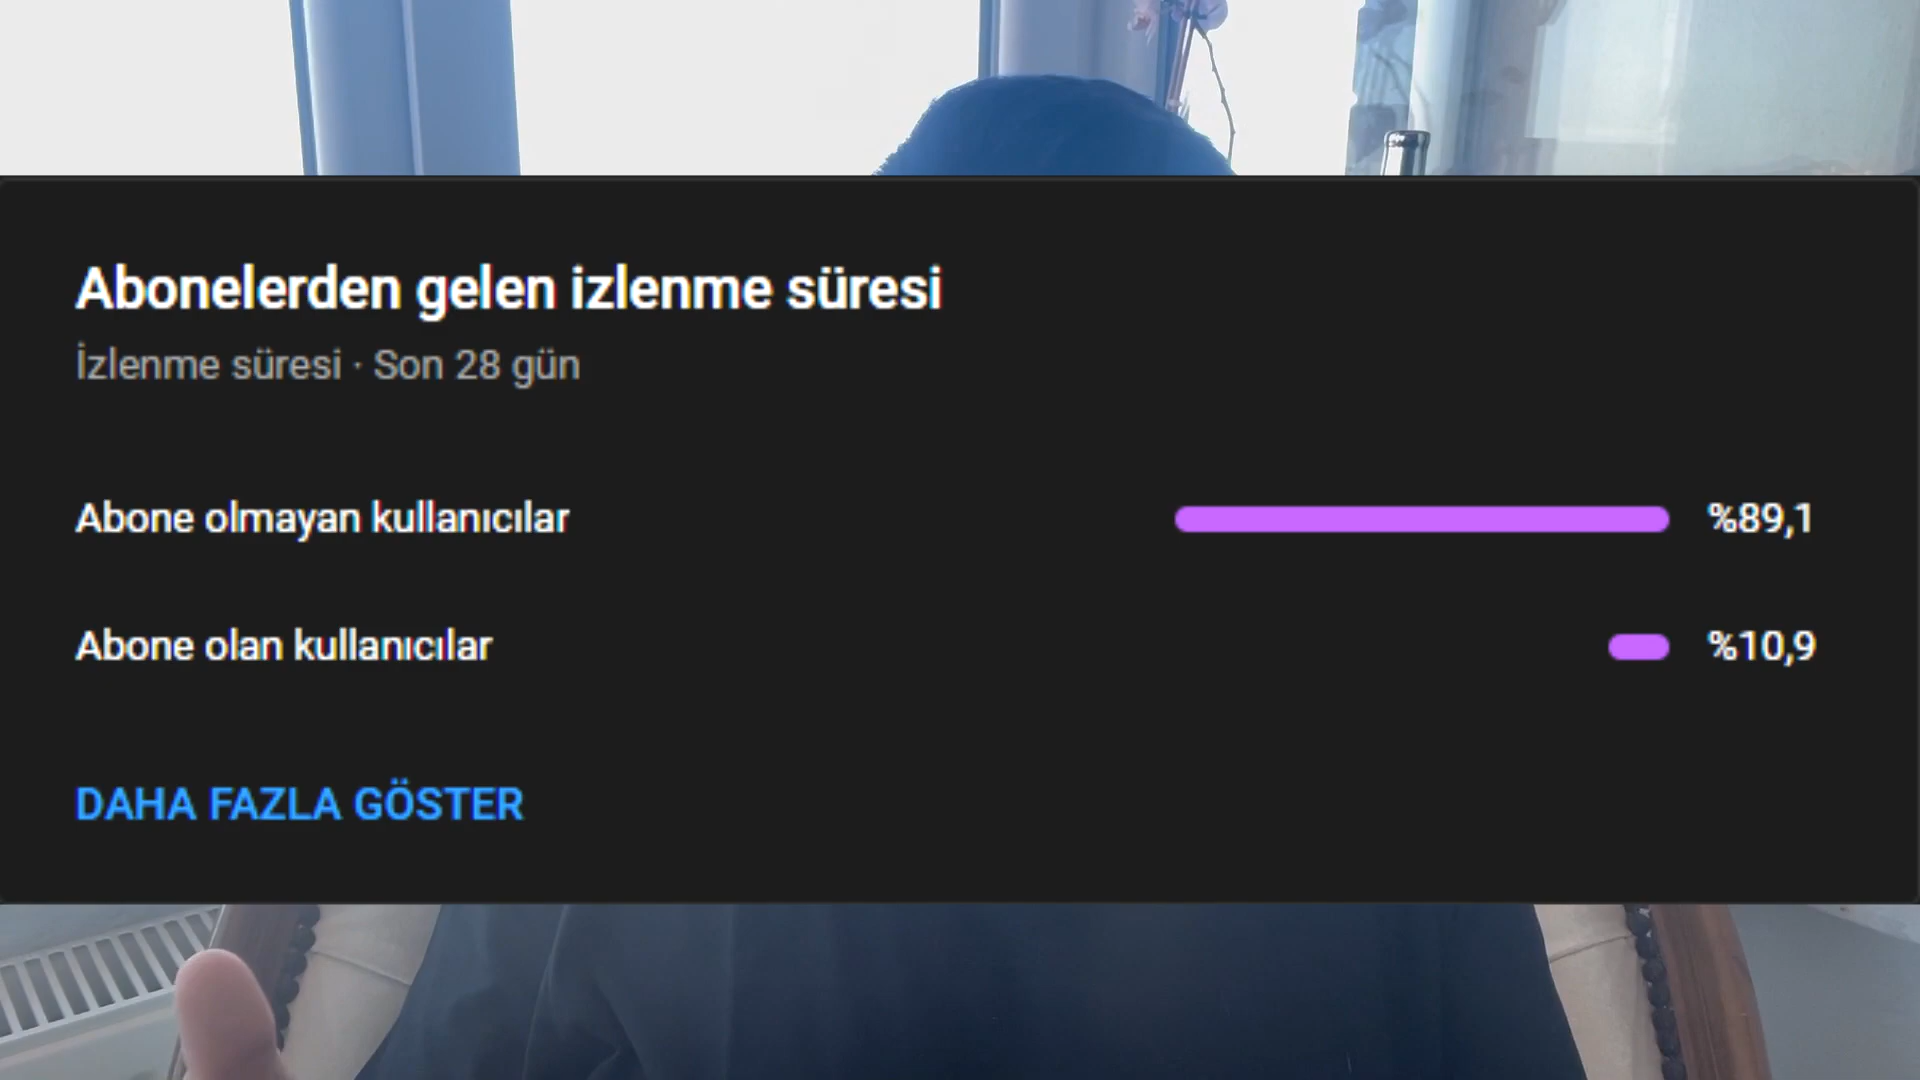 Abonelerden gelen izlenme süresi
İzlenme süresi · Son 28 gün
Abone olmayan kullanıcılar %89,1
Abone olan kullanıcılar %10,9
DAHA FAZLA GÖSTER